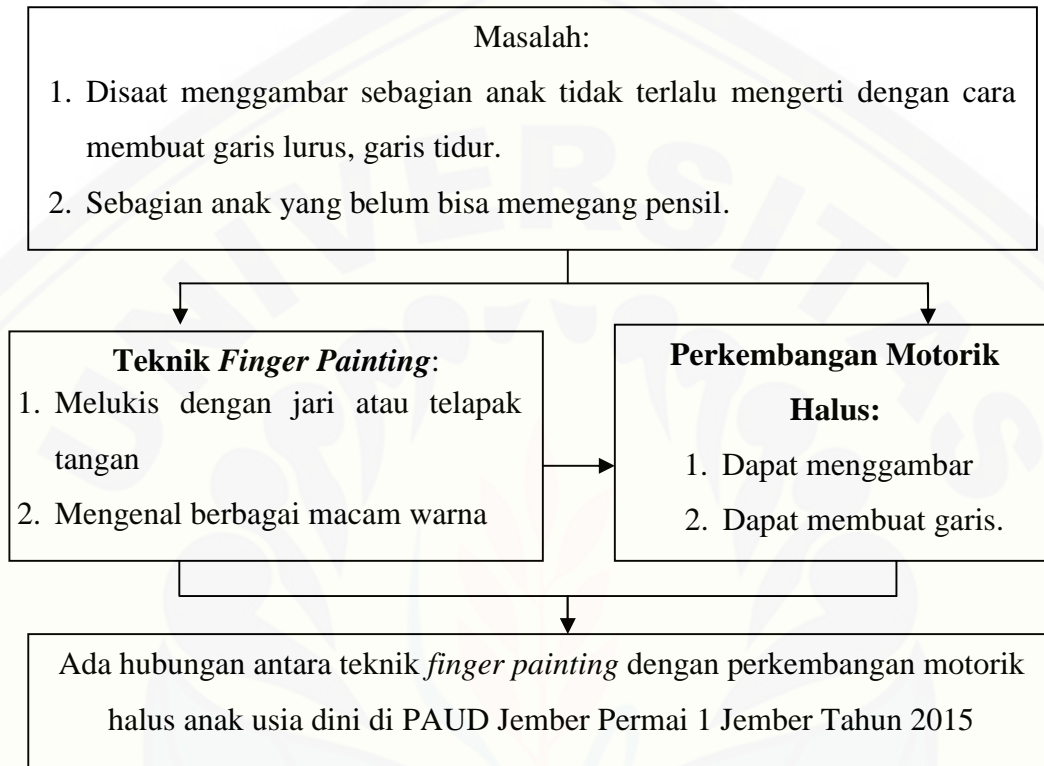 Masalah:
1. Disaat menggambar sebagian anak tidak terlalu mengerti dengan cara
membuat garis lurus, garis tidur.
2. Sebagian anak yang belum bisa memegang pensil.
Teknik Finger Painting:
1. Melukis dengan jari atau telapak
tangan
2. Mengenal berbagai macam warna
Perkembangan Motorik
Halus:
1. Dapat menggambar
2. Dapat membuat garis.
Ada hubungan antara teknik finger painting dengan perkembangan motorik
halus anak usia dini di PAUD Jember Permai 1 Jember Tahun 2015
UNIVERSITAS